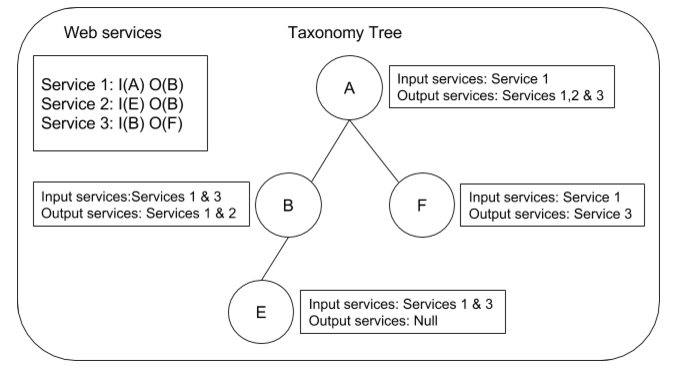 Web services
Taxonomy Tree
Service 1: I(A) O(B)
Service 2: I(E) O(B)
Service 3: I(B) O(F)
A
Input services: Service 1
Output services: Services 1,2 & 3
Input services:Services 1 & 3
Output services: Services 1 & 2
B
F
Input services: Service 1
Output services: Service 3
E
Input services: Services 1 & 3
Output services: Null